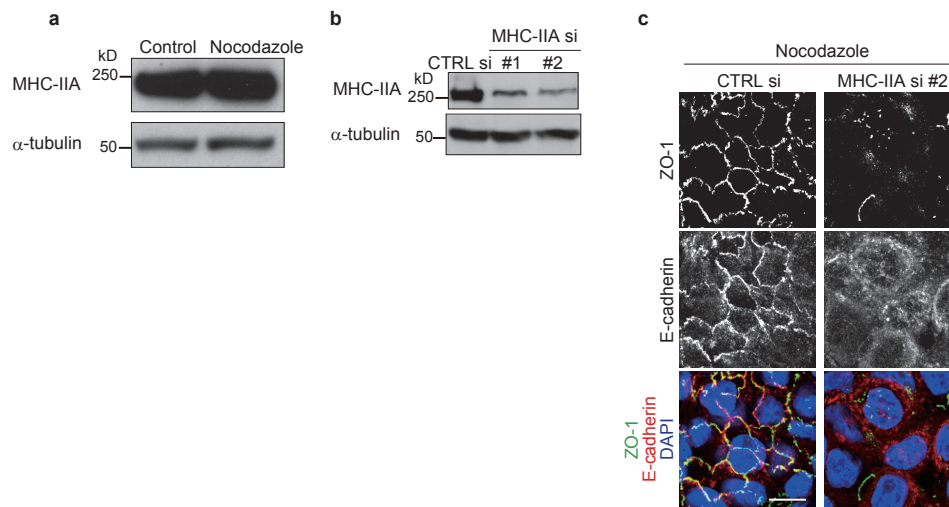 a
kD
Control Nocodazole
MHC-IIA
250
α-tubulin
50
b
MHC-IIA si
CTRL si #1 #2
kD
MHC-IIA
250
α-tubulin
50
c
Nocodazole
CTRL si MHC-IIA si #2
ZO-1
E-cadherin
ZO-1
E-cadherin
DAPI